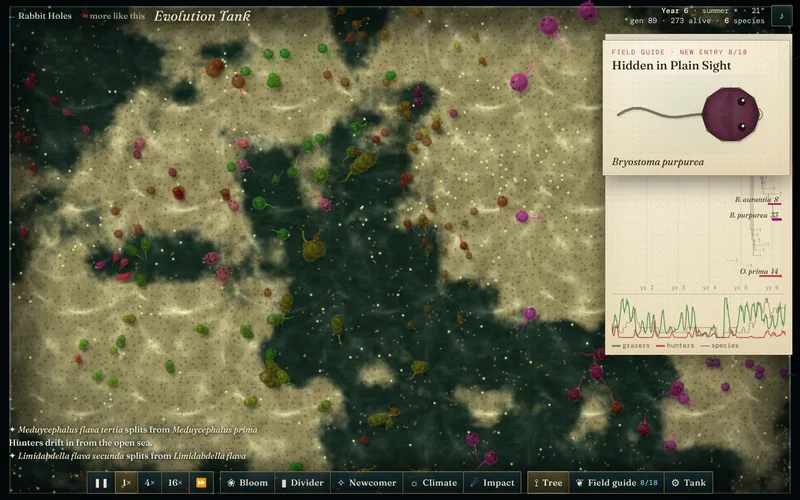 ← Rabbit Holes
more like this
Evolution Tank
Year 6 · summer ☀ · 21°
gen 89 · 273 alive · 6 species
♪
FIELD GUIDE · NEW ENTRY 8/18
Hidden in Plain Sight
Bryostoma purpurea
B. aurantia 8
B. purpurea 33
O. prima 14
yr 2 yr 3 yr 4 yr 5 yr 6
grazers hunters species
✦ Meduycephalus flava tertia splits from Meduycephalus prima
Hunters drift in from the open sea.
✦ Limidabdella flava secunda splits from Limidabdella flava
1× 4× 16× Bloom Divider Newcomer Climate Impact Tree Field guide 8/18 Tank